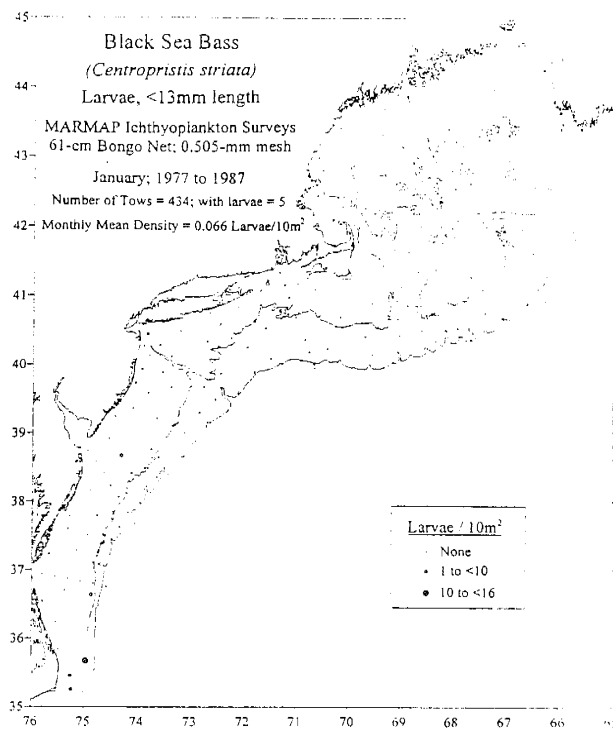 Black Sea Bass
(Centropristis striata)
Larvae, <13mm length
MARMAP Ichthyoplankton Surveys
61-cm Bongo Net; 0.505-mm mesh
January; 1977 to 1987
Number of Tows = 434; with larvae = 5
Monthly Mean Density = 0.066 Larvae/10m²
45
44
43
42
41
40
39
38
37
36
35
Larvae / 10m²
None
1 to <10
10 to <16
76 75 74 73 72 71 70 69 68 67 66